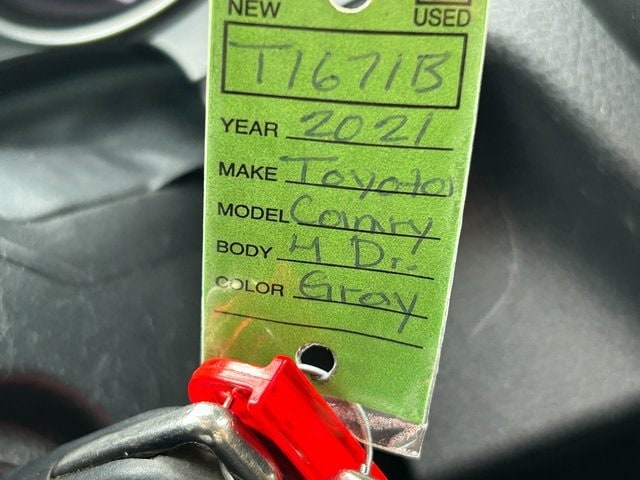 NEW USED
T1671B
YEAR 2021
MAKE Toyota
MODEL Camry
BODY 4 Dr.
COLOR Gray